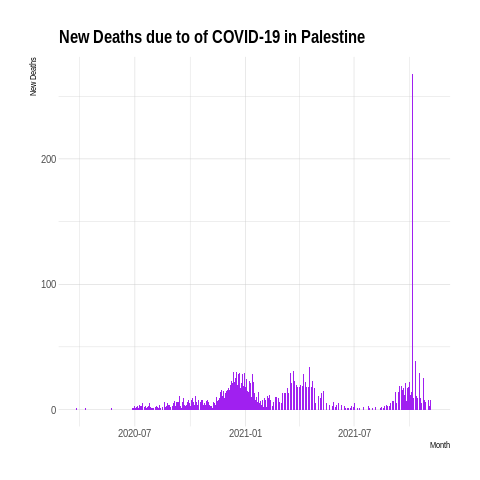 New Deaths due to of COVID-19 in Palestine
New Deaths
200
100
0
2020-07 2021-01 2021-07
Month